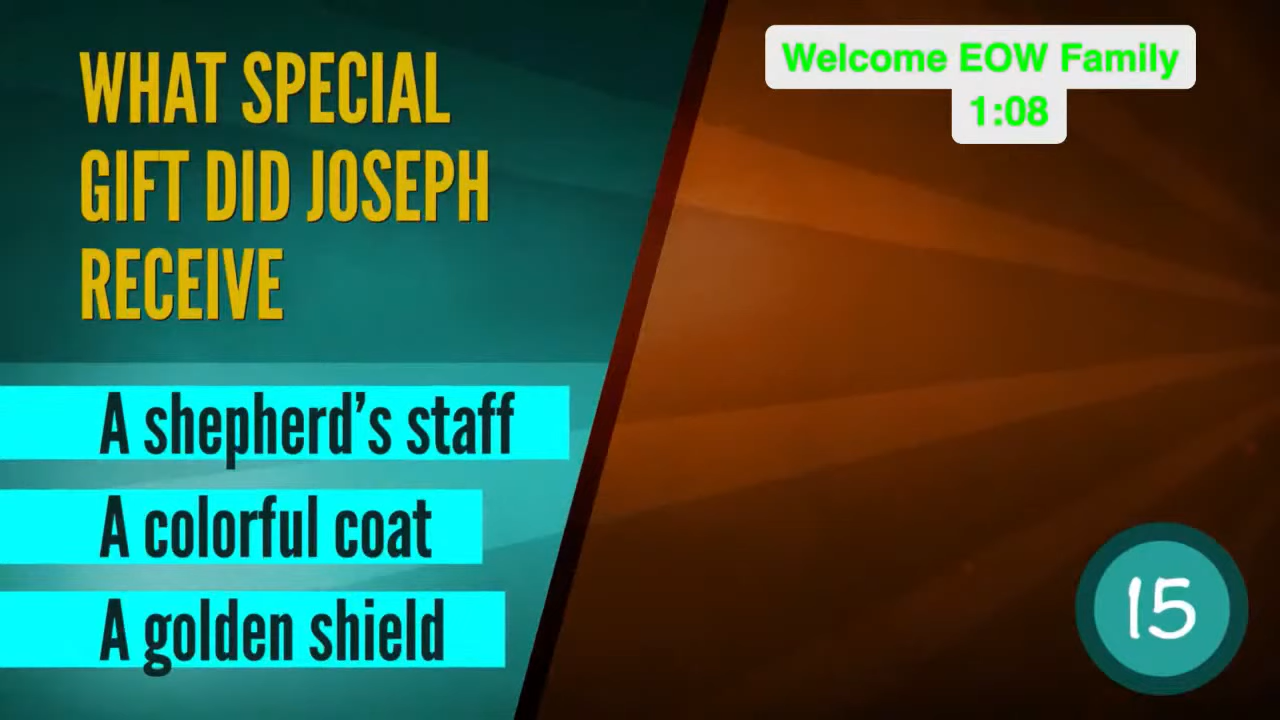 WHAT SPECIAL
GIFT DID JOSEPH
RECEIVE
A shepherd’s staff
A colorful coat
A golden shield
Welcome EOW Family
1:08
15